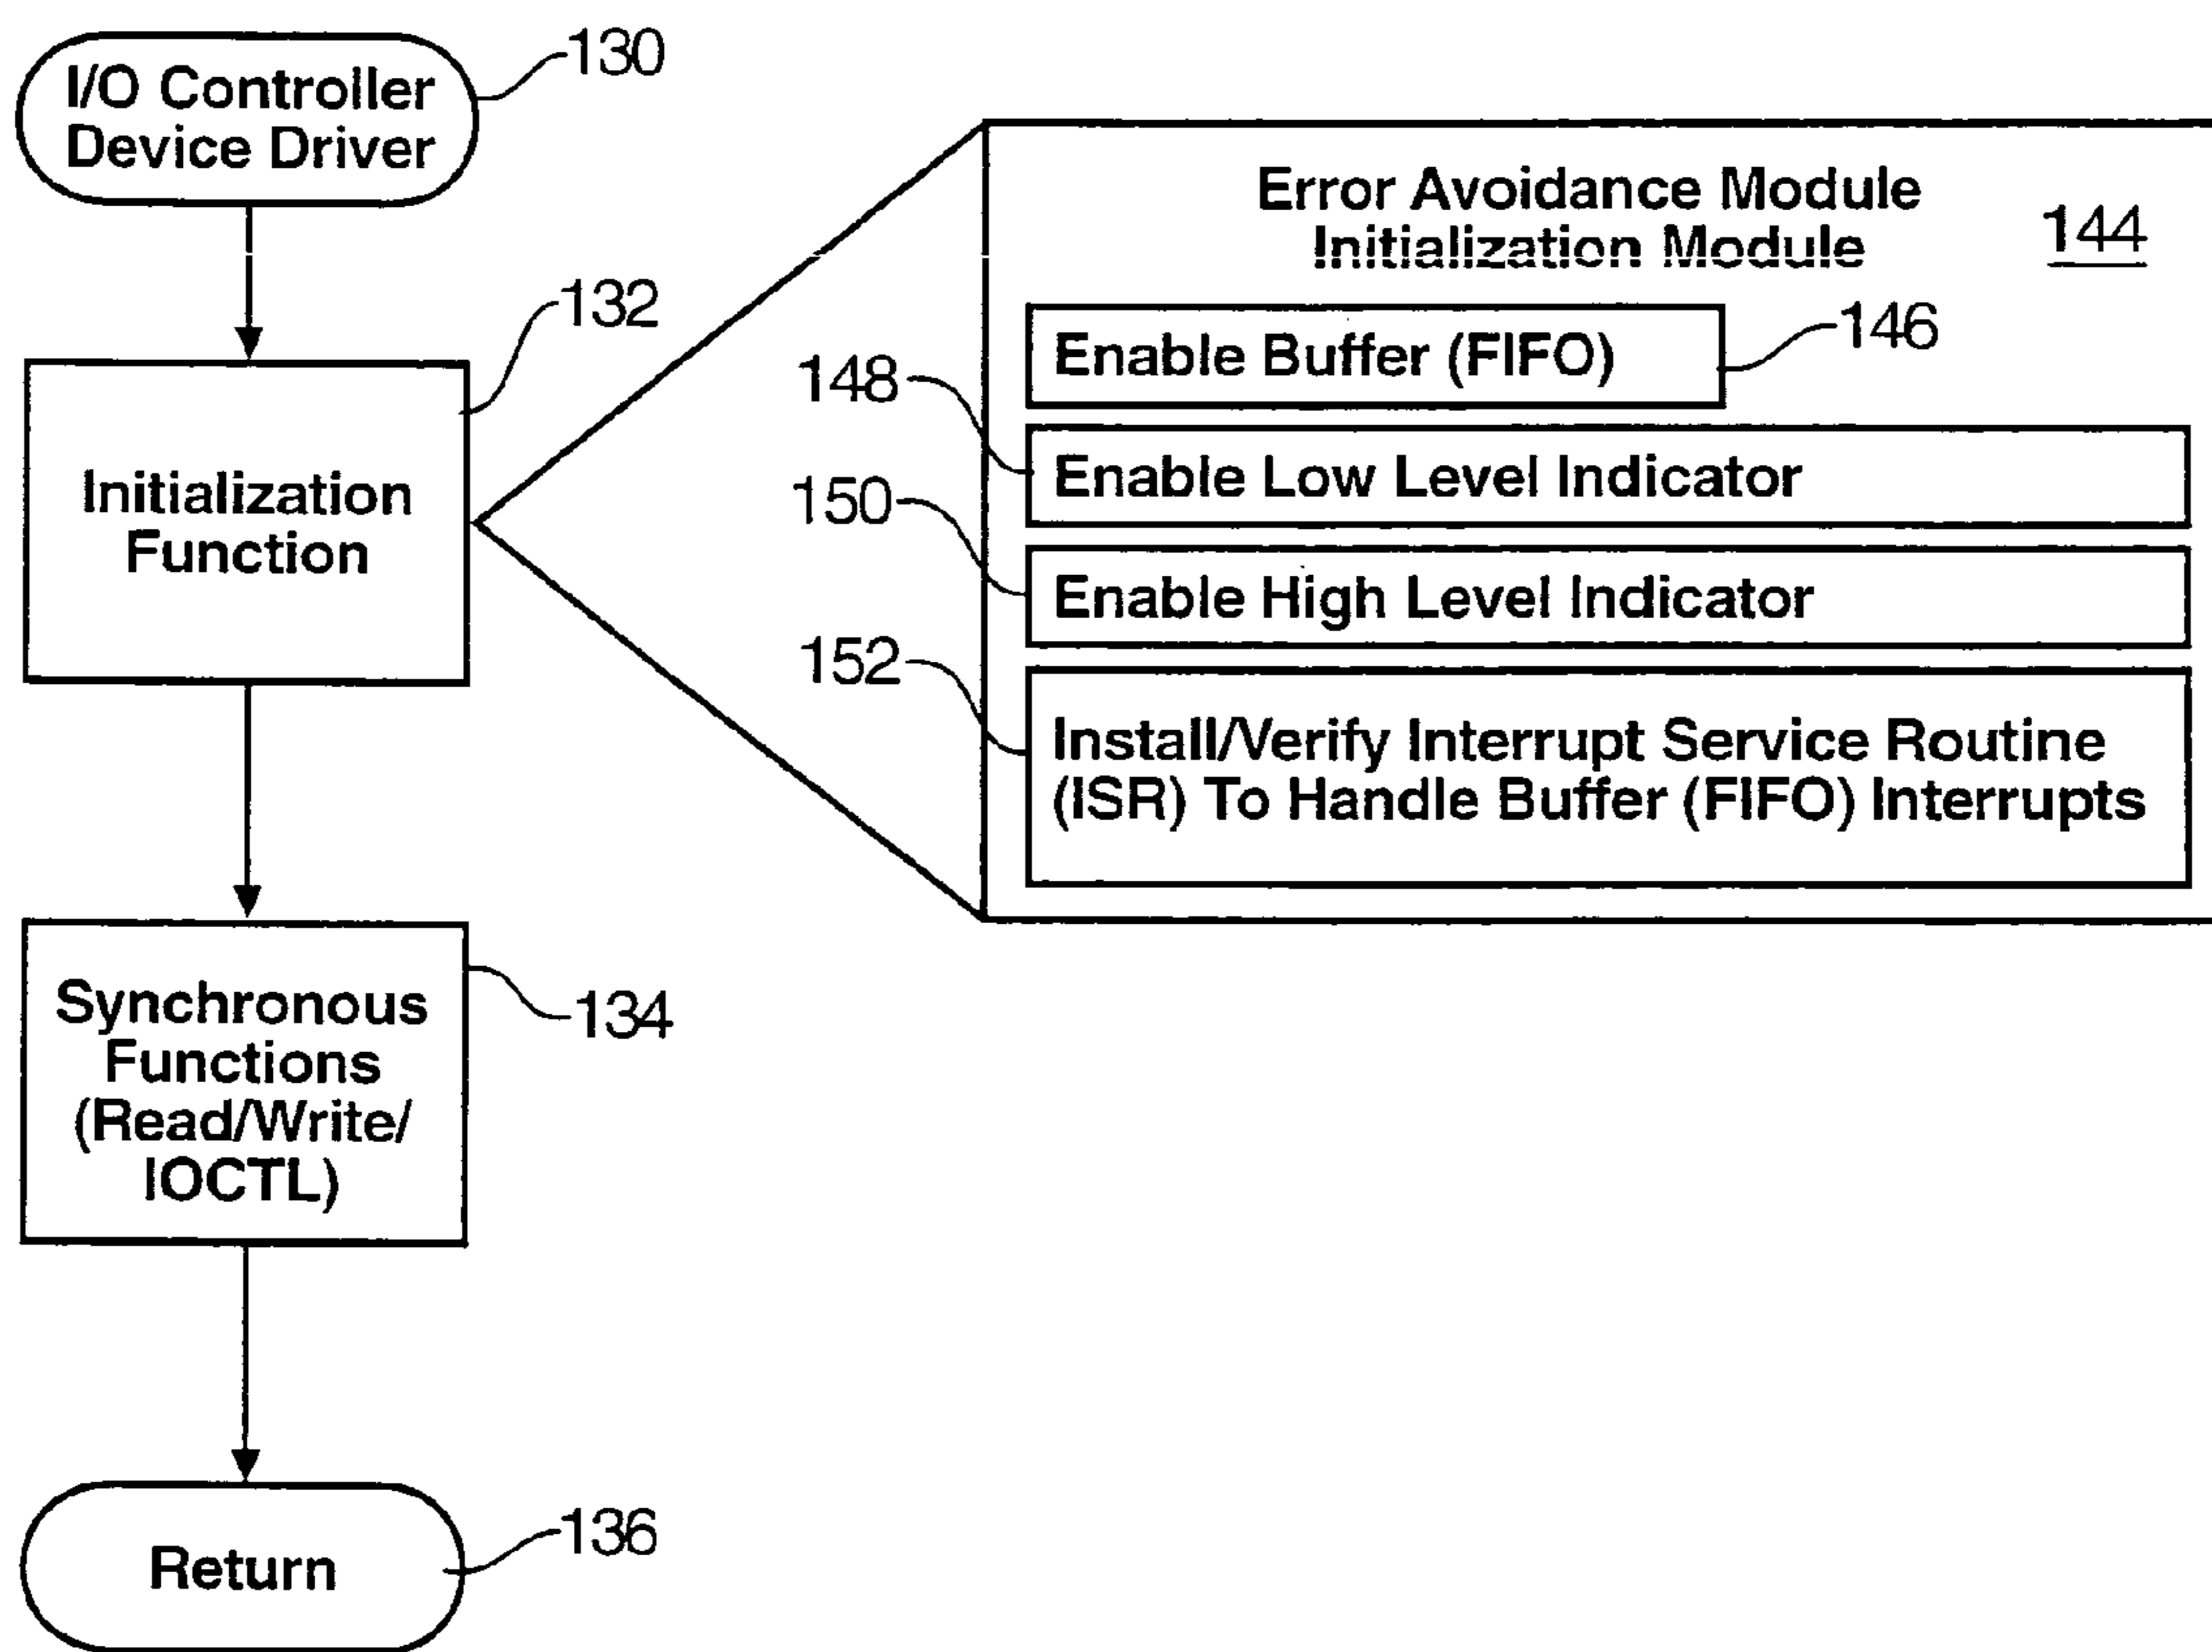 I/O Controller
Device Driver
130
132
Initialization
Function
134
Synchronous
Functions
(Read/Write/
IOCTL)
136
Return
Error Avoidance Module
Initialization Module
144
Enable Buffer (FIFO)
146
148
Enable Low Level Indicator
150
Enable High Level Indicator
152
Install/Verify Interrupt Service Routine
(ISR) To Handle Buffer (FIFO) Interrupts